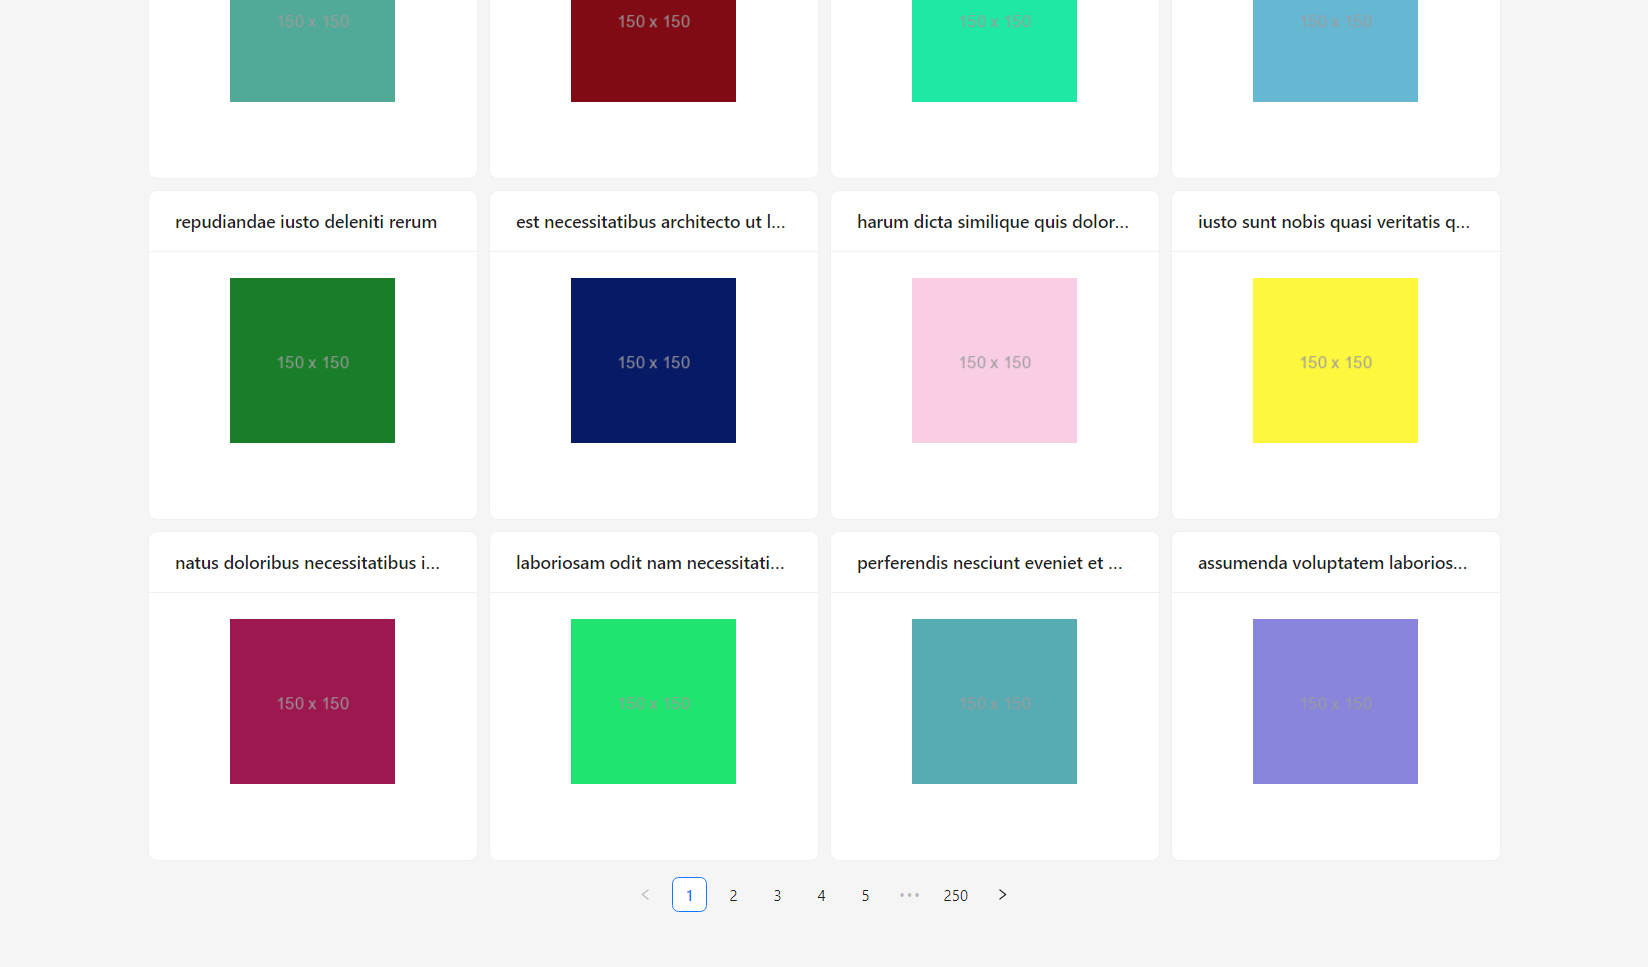 150 x 150
150 x 150
150 x 150
150 x 150
repudiandae iusto deleniti rerum
est necessitatibus architecto ut l...
harum dicta similique quis dolor...
iusto sunt nobis quasi veritatis q...
150 x 150
150 x 150
150 x 150
150 x 150
natus doloribus necessitatibus i...
laboriosam odit nam necessitati...
perferendis nesciunt eveniet et ...
assumenda voluptatem laborios...
150 x 150
150 x 150
150 x 150
150 x 150
< 1 2 3 4 5 ••• 250 >